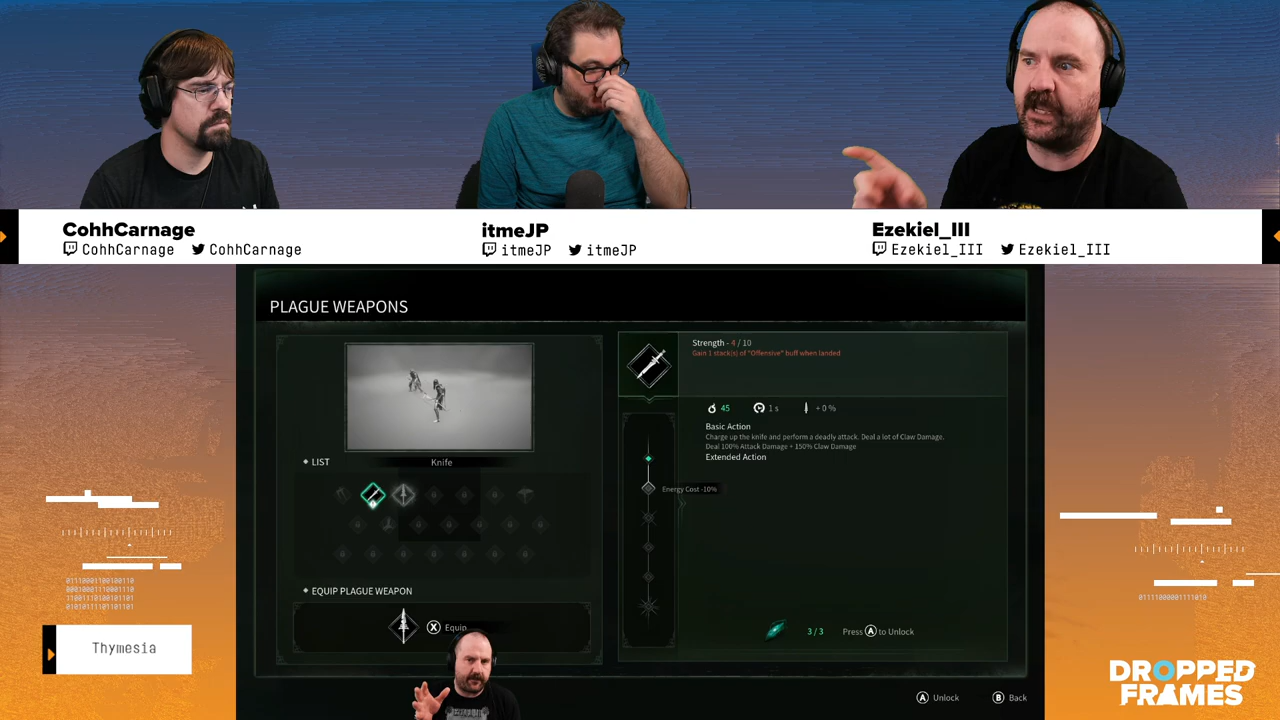 CohhCarnage
CohhCarnage CohhCarnage
itmeJP
itmeJP itmeJP
Ezekiel_III
Ezekiel_III Ezekiel_III
PLAGUE WEAPONS
Strength - 4 / 10
Gain 1 stack(s) of "Offensive" buff when landed
45 1 s + 0 %
Basic Action
Charge up the knife and perform a deadly attack. Deal a lot of Claw Damage.
Deal 100% Attack Damage + 150% Claw Damage
Extended Action
LIST
Knife
Energy Cost -10%
EQUIP PLAGUE WEAPON
X Equip
3 / 3 Press A to Unlock
A Unlock B Back
Thymesia
DROPPED
FRAMES